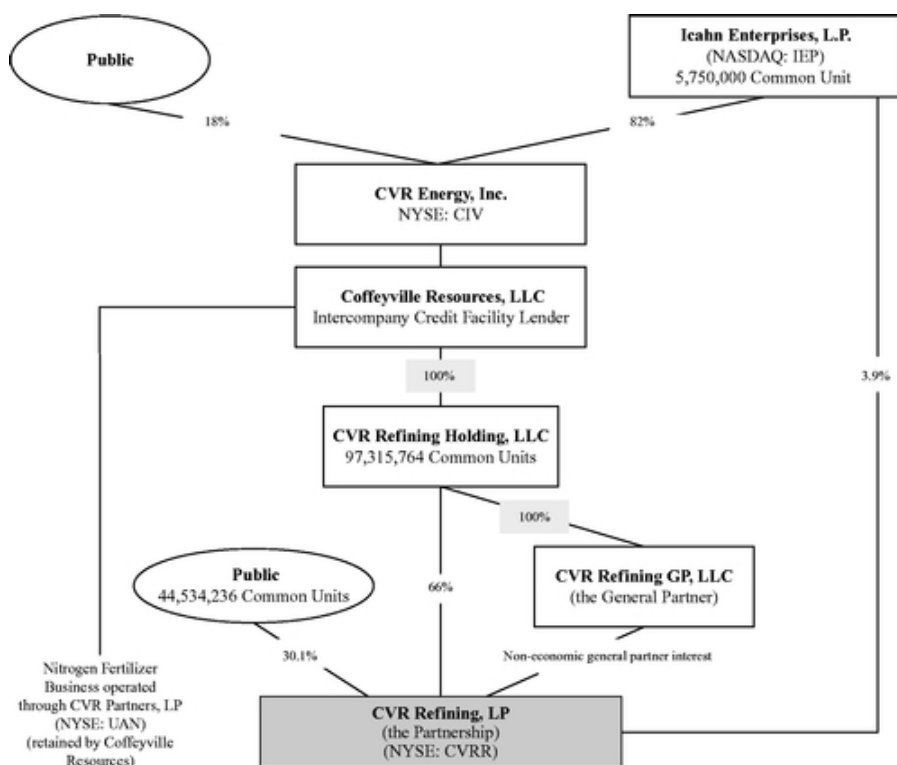 Public
Icahn Enterprises, L.P.
(NASDAQ: IEP)
5,750,000 Common Unit
18%
82%
CVR Energy, Inc.
NYSE: CIV
Coffeyville Resources, LLC
Intercompany Credit Facility Lender
100%
3.9%
CVR Refining Holding, LLC
97,315,764 Common Units
100%
Public
44,534,236 Common Units
66%
CVR Refining GP, LLC
(the General Partner)
30.1%
Non-economic general partner interest
Nitrogen Fertilizer
Business operated
through CVR Partners, LP
(NYSE: UAN)
(retained by Coffeyville
Resources)
CVR Refining, LP
(the Partnership)
(NYSE: CVRR)